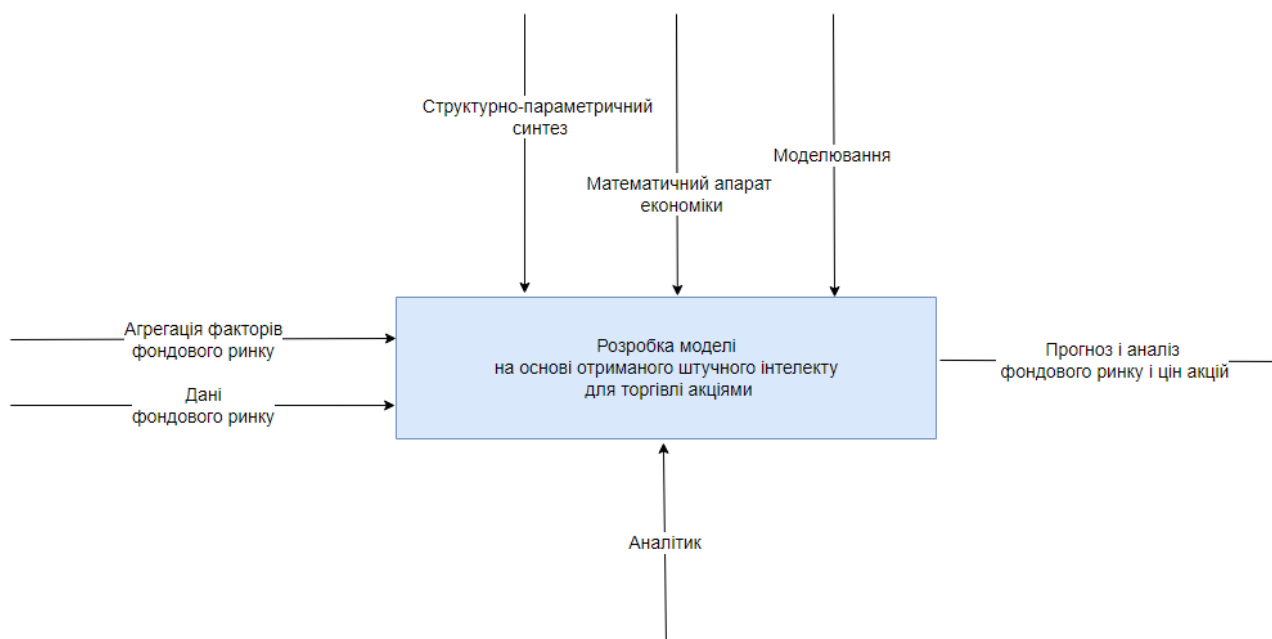 Структурно-параметричний
синтез
Моделювання
Математичний апарат
економіки
Агрегація факторів
фондового ринку
Дані
фондового ринку
Розробка моделі
на основі отриманого штучного інтелекту
для торгівлі акціями
Прогноз і аналіз
фондового ринку і цін акцій
Аналітик